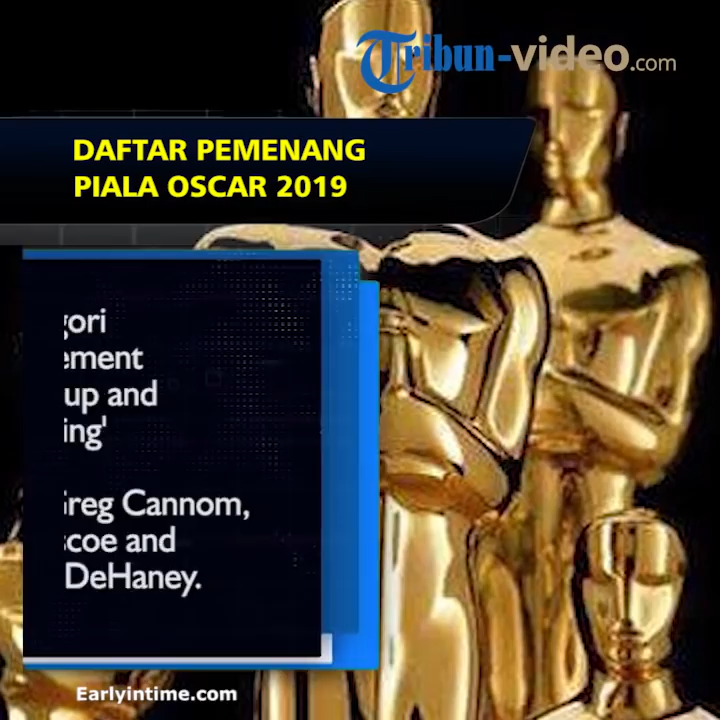 Tribun-video.com
DAFTAR PEMENANG
PIALA OSCAR 2019
gori
ement
up and
ing'
Greg Cannom,
scoe and
DeHaney.
Earlyintime.com